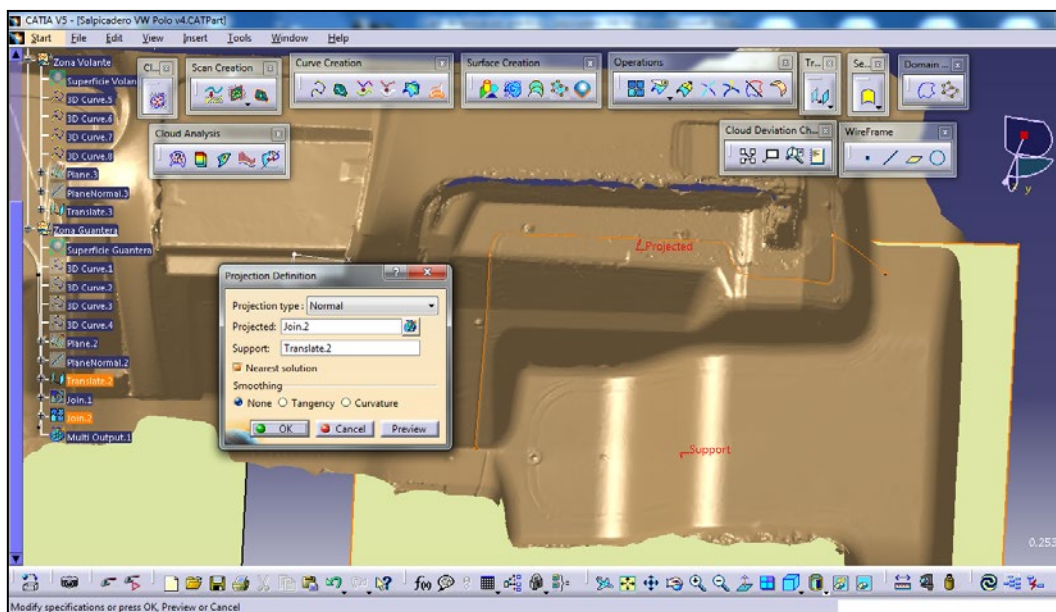 CATIA V5 - [Salpicadero VW Polo v4.CATPart]
Start File Edit View Insert Tools Window Help
Zona Volante
Cl...
Scan Creation
Curve Creation
Surface Creation
Operations
Tr...
Se...
Domain ...
Superficie Volan
3D Curve.5
3D Curve.6
3D Curve.7
3D Curve.8
Cloud Analysis
Cloud Deviation Ch...
WireFrame
Plane.3
PlaneNormal.3
Translate.3
Zona Guantera
Superficie Guantera
3D Curve.1
3D Curve.2
3D Curve.3
3D Curve.4
Plane.2
PlaneNormal.2
Translate.2
Join.1
Join.2
Multi Output.1
y
Projected
Projection Definition
Projection type : Normal
Projected: Join.2
Support: Translate.2
Nearest solution
Smoothing
None Tangency Curvature
OK Cancel Preview
Support
0.253
f(x)
Modify specifications or press OK, Preview or Cancel